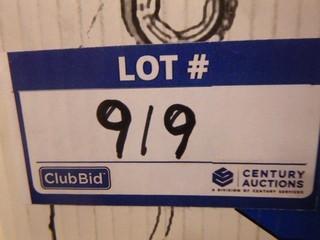 LOT #
919
ClubBid
CENTURY
AUCTIONS
A DIVISION OF CENTURY SERVICES